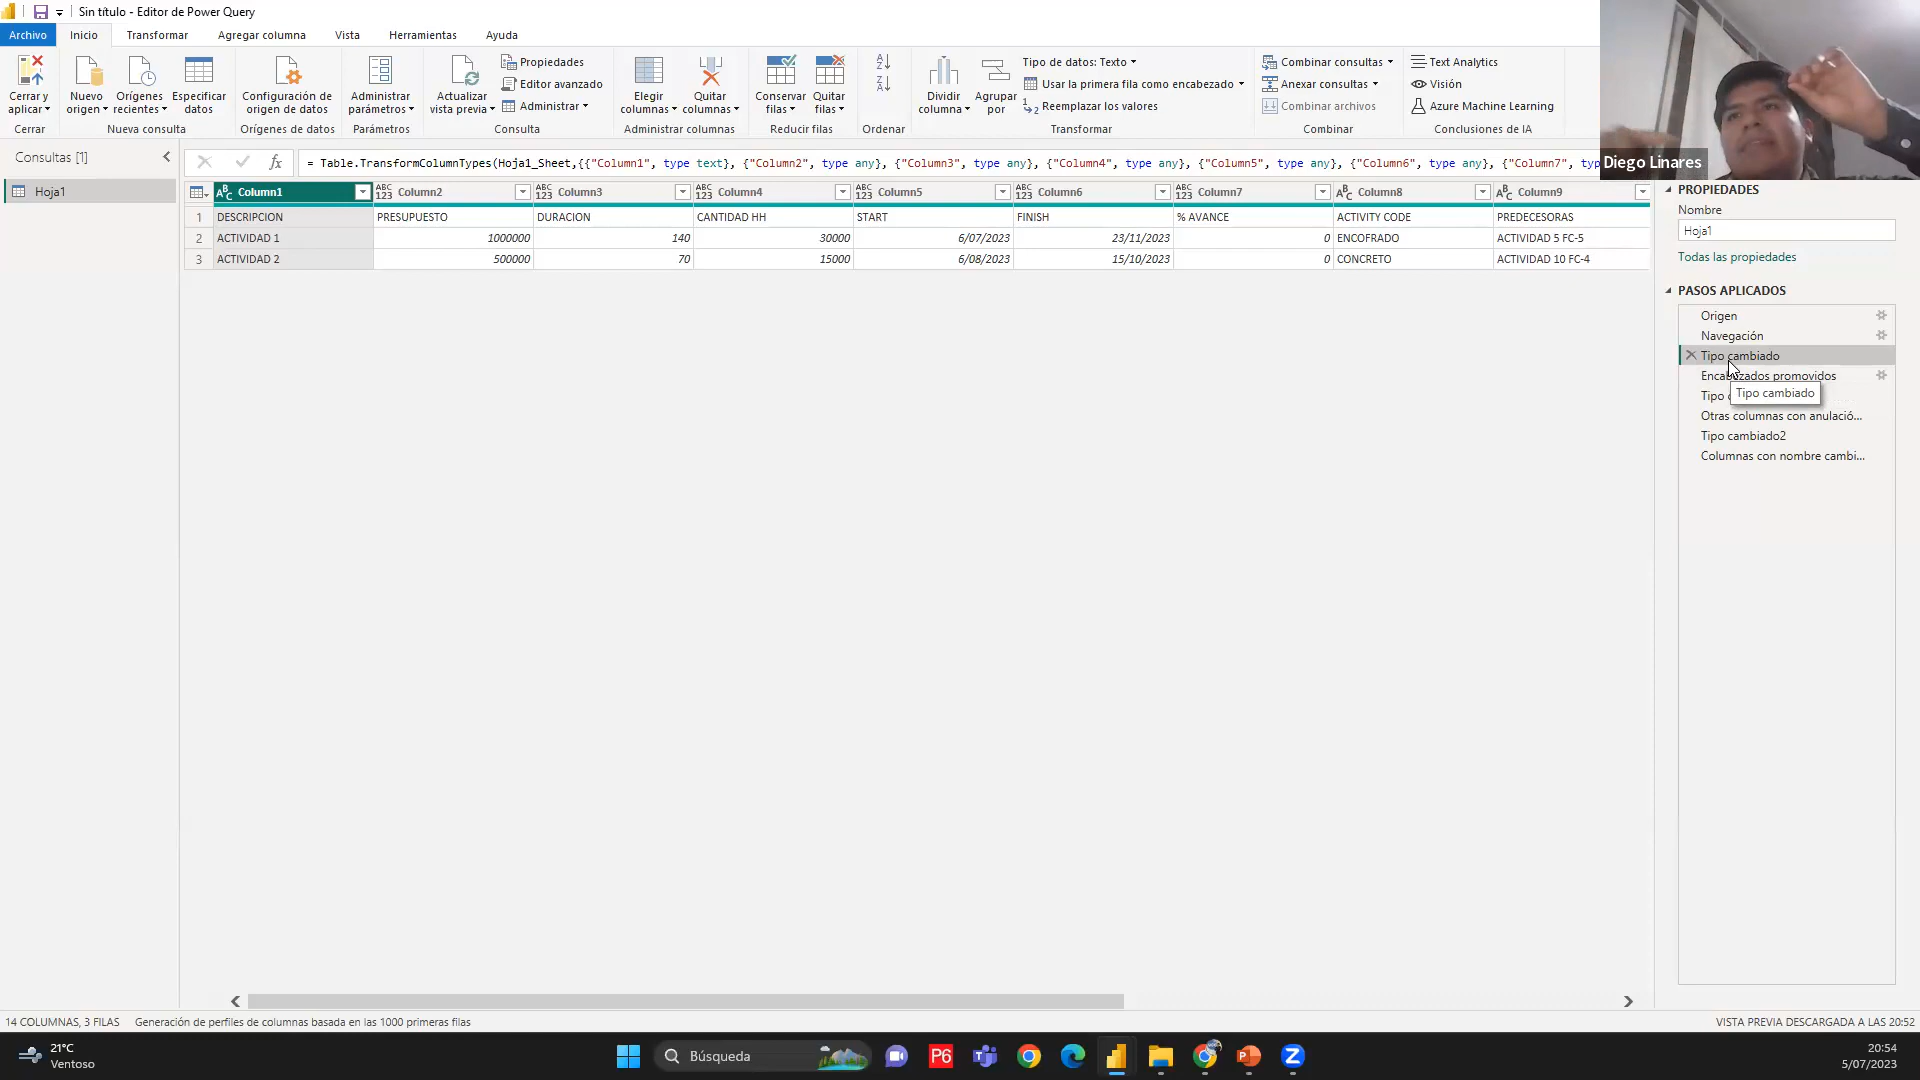 Sin título - Editor de Power Query
Archivo Inicio Transformar Agregar columna Vista Herramientas Ayuda
Cerrar y aplicar
Nuevo origen
Orígenes recientes
Especificar datos
Configuración de origen de datos
Administrar parámetros
Actualizar vista previa
Propiedades
Editor avanzado
Administrar
Elegir columnas
Quitar columnas
Conservar filas
Quitar filas
Dividir columna
Agrupar por
Tipo de datos: Texto
Usar la primera fila como encabezado
Reemplazar los valores
Combinar consultas
Anexar consultas
Combinar archivos
Text Analytics
Visión
Azure Machine Learning
Cerrar Nueva consulta Orígenes de datos Parámetros Consulta Administrar columnas Reducir filas Ordenar Transformar Combinar Conclusiones de IA
Diego Linares
Consultas [1]
Hoja1
= Table.TransformColumnTypes(Hoja1_Sheet,{{"Column1", type text}, {"Column2", type any}, {"Column3", type any}, {"Column4", type any}, {"Column5", type any}, {"Column6", type any}, {"Column7", typ
Column1 Column2 Column3 Column4 Column5 Column6 Column7 Column8 Column9
1 DESCRIPCION PRESUPUESTO DURACION CANTIDAD HH START FINISH % AVANCE ACTIVITY CODE PREDECESORAS
2 ACTIVIDAD 1 1000000 140 30000 6/07/2023 23/11/2023 0 ENCOFRADO ACTIVIDAD 5 FC-5
3 ACTIVIDAD 2 500000 70 15000 6/08/2023 15/10/2023 0 CONCRETO ACTIVIDAD 10 FC-4
PROPIEDADES
Nombre
Hoja1
Todas las propiedades
PASOS APLICADOS
Origen
Navegación
Tipo cambiado
Encabezados promovidos
Tipo c
Tipo cambiado
Otras columnas con anulació...
Tipo cambiado2
Columnas con nombre cambi...
14 COLUMNAS, 3 FILAS Generación de perfiles de columnas basada en las 1000 primeras filas
VISTA PREVIA DESCARGADA A LAS 20:52
21°C
Ventoso
Búsqueda
P6
20:54
5/07/2023